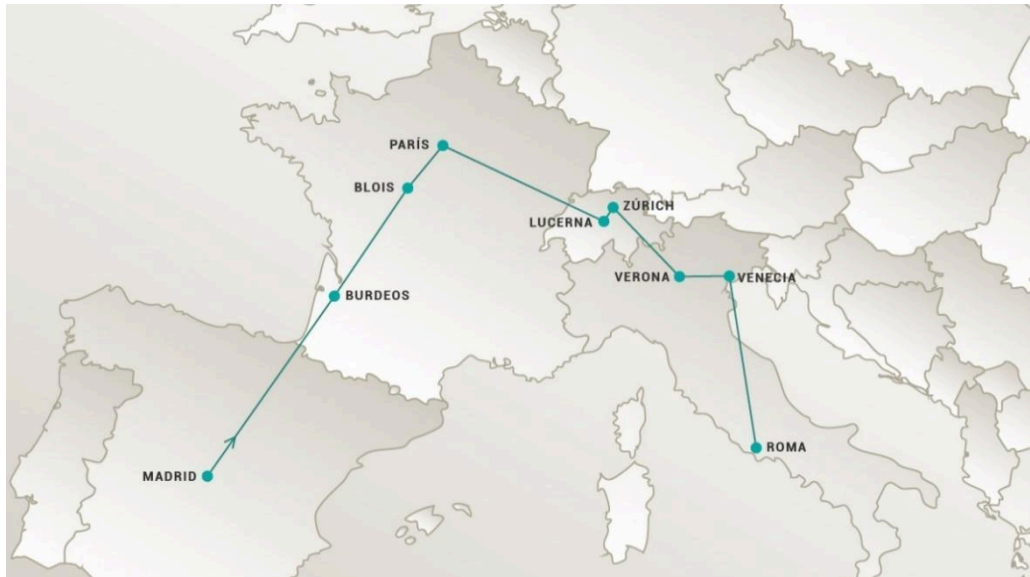 PARÍS
BLOIS
ZÚRICH
LUCERNA
VERONA
VENECIA
BURDEOS
ROMA
MADRID